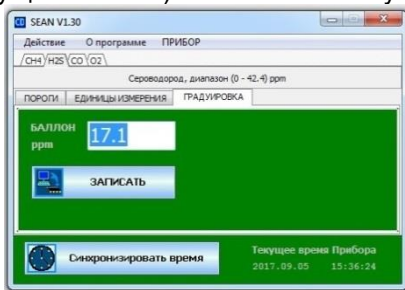 SEAN V1.30
Действие О программе ПРИБОР
CH4 H2S CO O2
Сероводород, диапазон (0 - 42.4) ppm
ПОРОГИ ЕДИНИЦЫ ИЗМЕРЕНИЯ ГРАДУИРОВКА
БАЛЛОН
ppm
17.1
ЗАПИСАТЬ
Синхронизировать время
Текущее время Прибора
2017.09.05 15:36:24